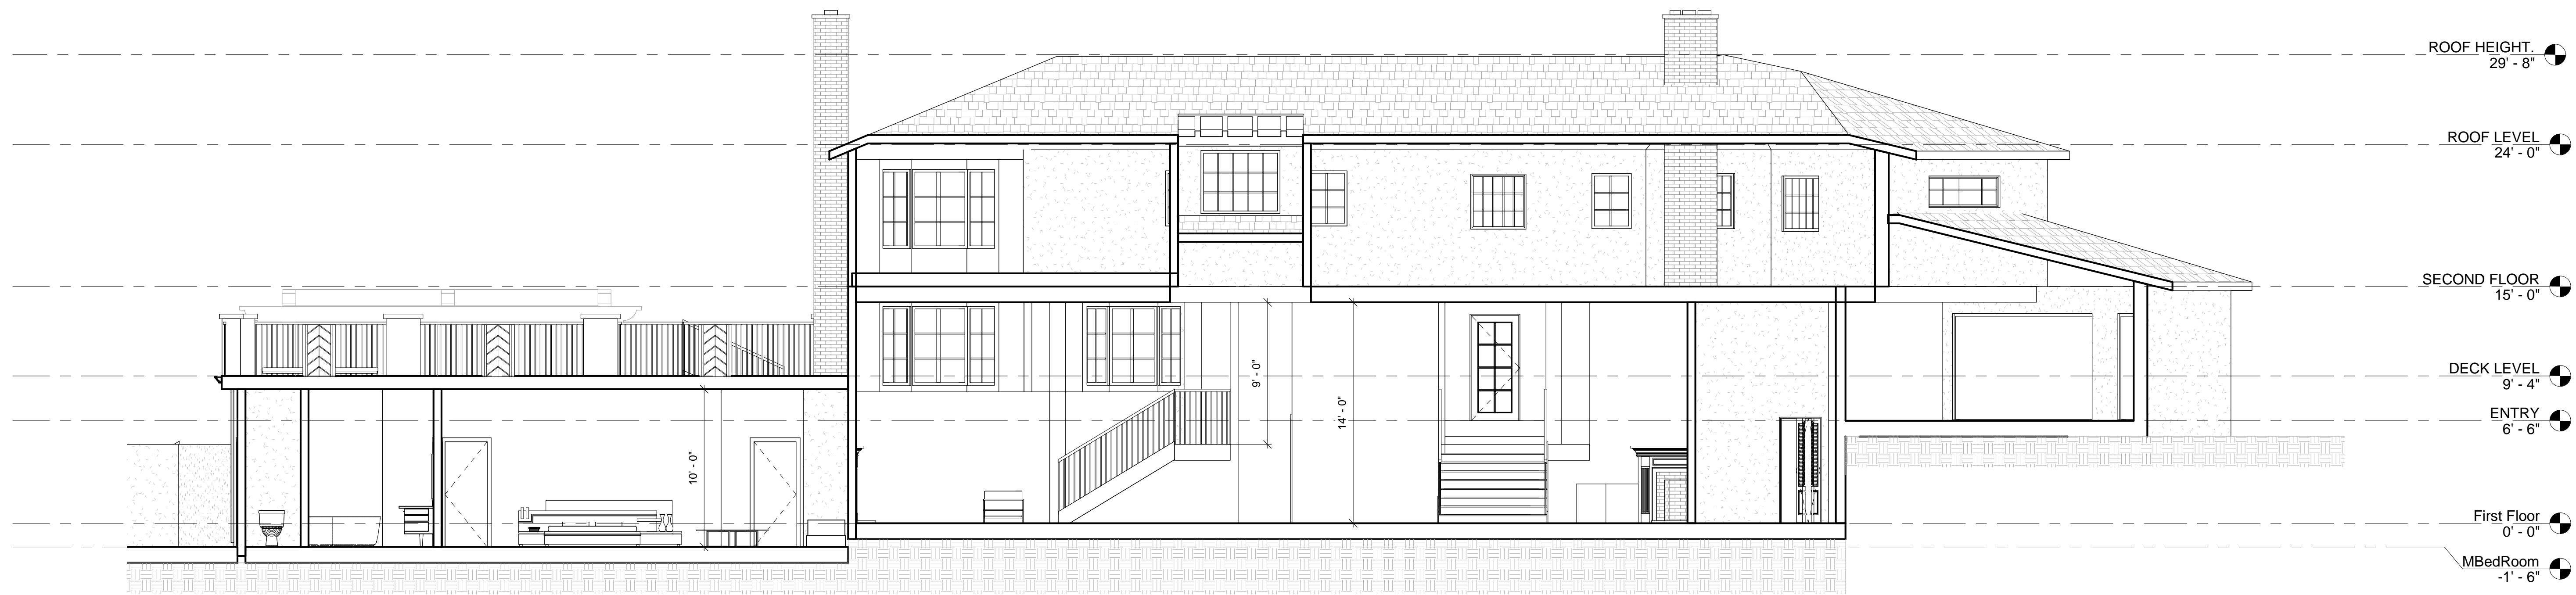 ROOF HEIGHT.
29' - 8"
ROOF LEVEL
24' - 0"
SECOND FLOOR
15' - 0"
9' - 0"
DECK LEVEL
9' - 4"
14' - 0"
ENTRY
6' - 6"
10' - 0"
First Floor
0' - 0"
MBedRoom
-1' - 6"